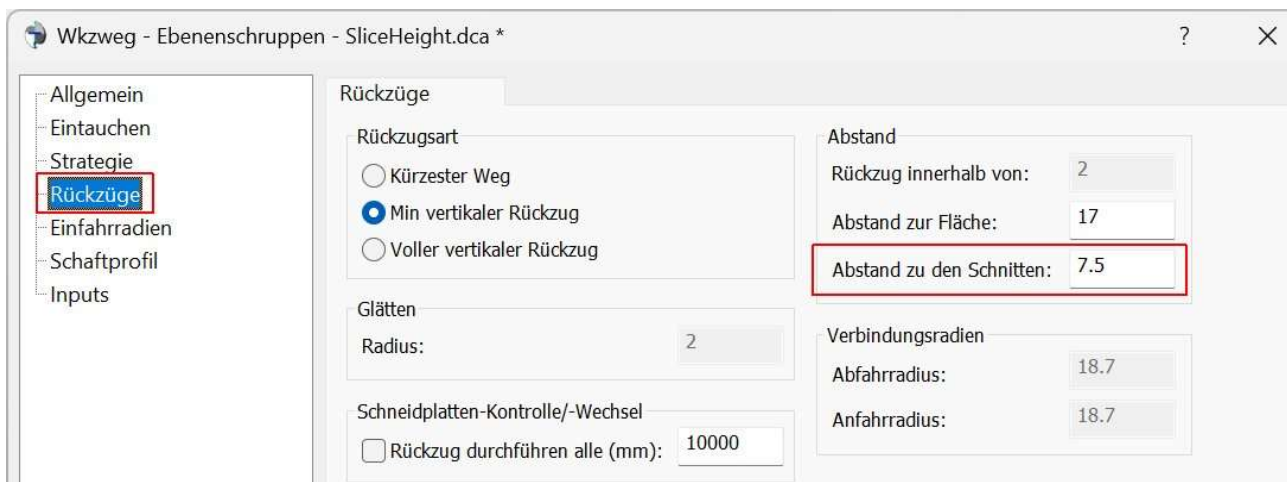 Wkzweg - Ebenenschruppen - SliceHeight.dca *
?
Allgemein
Eintauchen
Strategie
Rückzüge
Einfahrradien
Schaftprofil
Inputs
Rückzüge
Rückzugsart
Kürzester Weg
Min vertikaler Rückzug
Voller vertikaler Rückzug
Glätten
Radius: 2
Schneidplatten-Kontrolle/-Wechsel
Rückzug durchführen alle (mm): 10000
Abstand
Rückzug innerhalb von: 2
Abstand zur Fläche: 17
Abstand zu den Schnitten: 7.5
Verbindungsradien
Abfahrradius: 18.7
Anfahrradius: 18.7